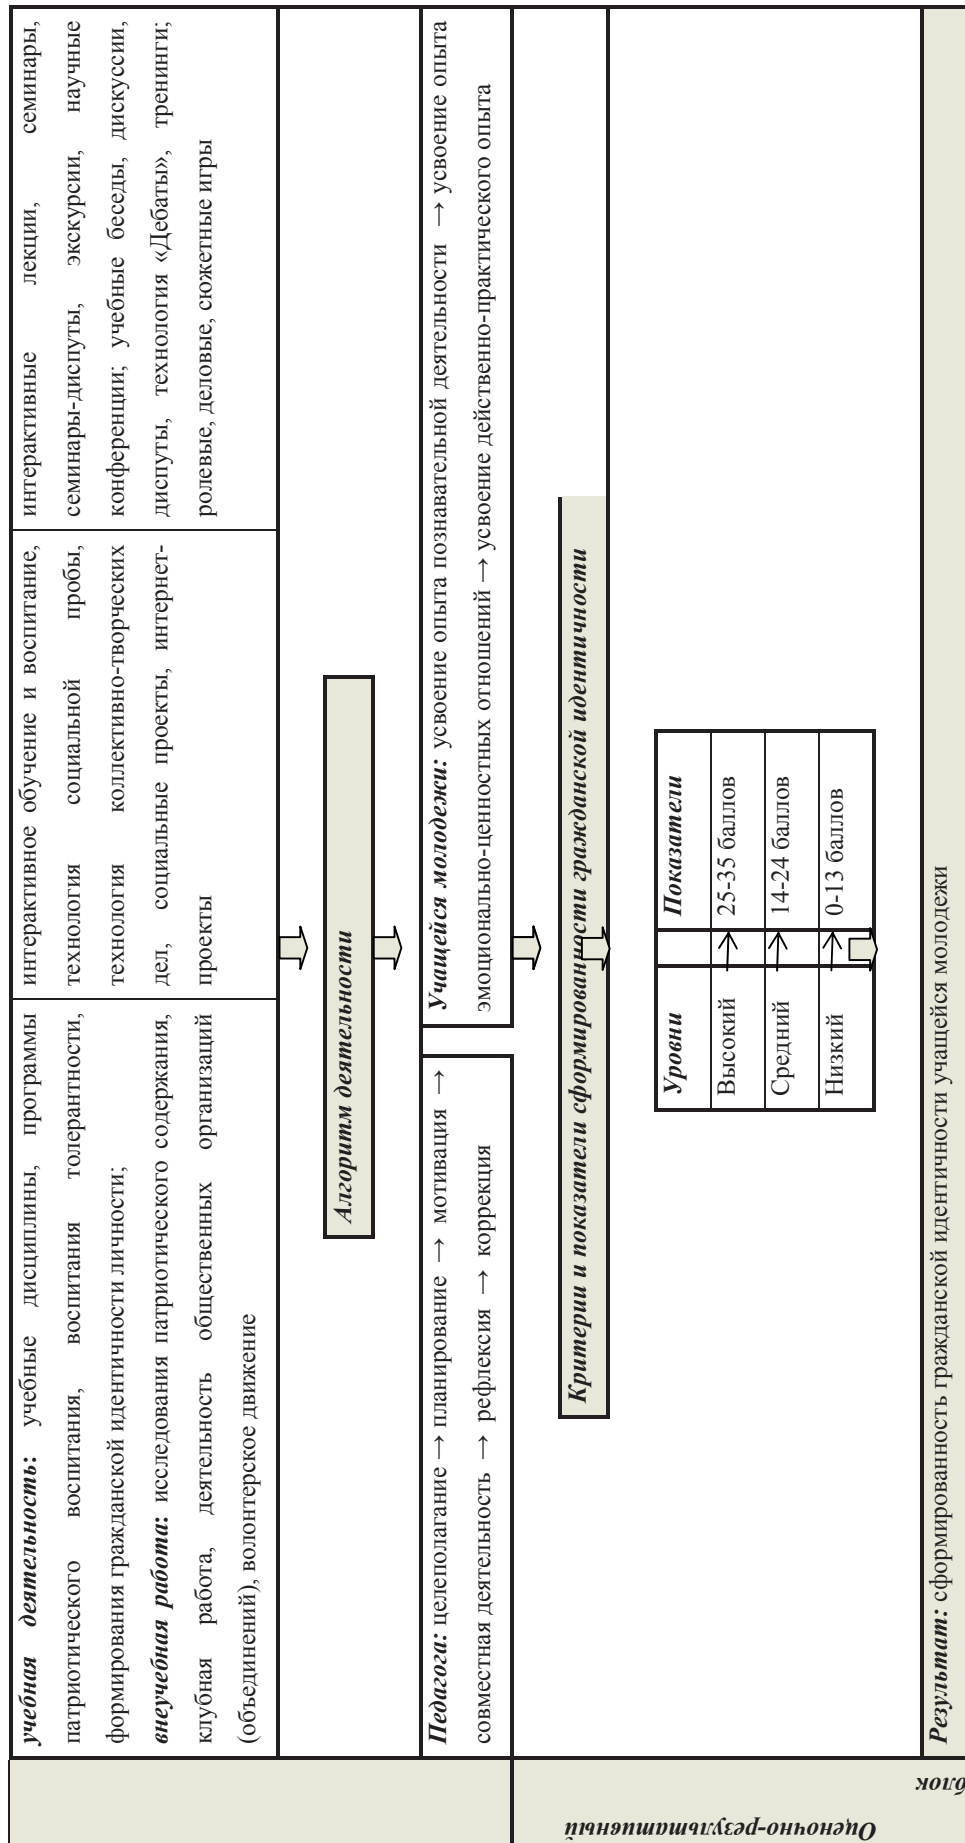 учебная деятельность: учебные дисциплины, программы
патриотического воспитания, воспитания толерантности,
формирования гражданской идентичности личности;
внеучебная работа: исследования патриотического содержания,
клубная работа, деятельность общественных организаций
(объединений), волонтерское движение
интерактивное обучение и воспитание,
технология социальной пробы,
технология коллективно-творческих
дел, социальные проекты, интернет-
проекты
интерактивные лекции, семинары,
семинары-диспуты, экскурсии, научные
конференции; учебные беседы, дискуссии,
диспуты, технология «Дебаты», тренинги;
ролевые, деловые, сюжетные игры
Алгоритм деятельности
Педагога: целеполагание → планирование → мотивация →
совместная деятельность → рефлексия → коррекция
Учащейся молодежи: усвоение опыта познавательной деятельности → усвоение опыта
эмоционально-ценностных отношений → усвоение действенно-практического опыта
Оценочно-результативный
блок
Критерии и показатели сформированности гражданской идентичности
Уровни Показатели
Высокий → 25-35 баллов
Средний → 14-24 баллов
Низкий → 0-13 баллов
Результат: сформированность гражданской идентичности учащейся молодежи